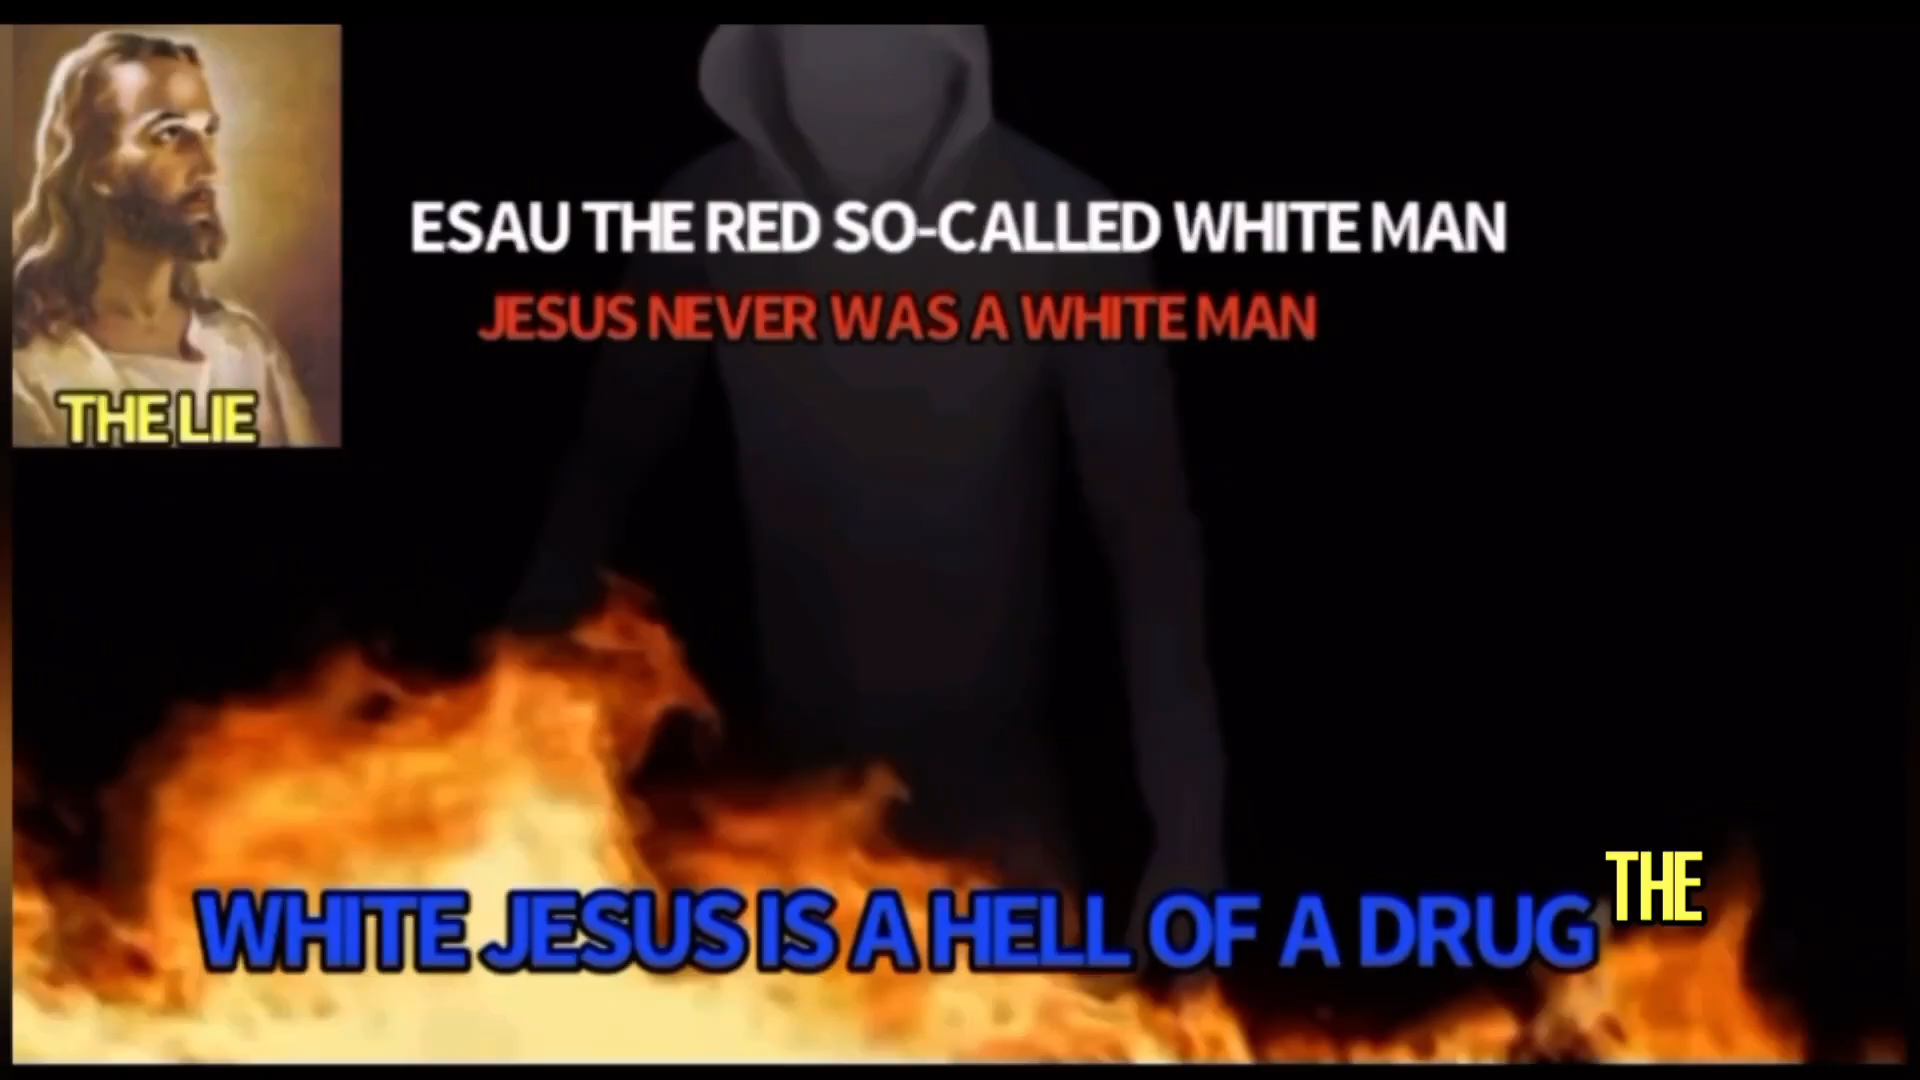 ESAU THE RED SO-CALLED WHITE MAN
JESUS NEVER WAS A WHITE MAN
THE LIE
THE
WHITE JESUS IS A HELL OF A DRUG